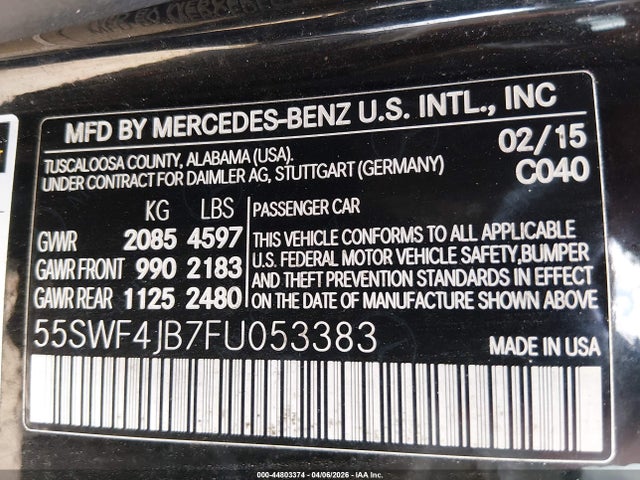 MFD BY MERCEDES-BENZ U.S. INTL., INC
TUSCALOOSA COUNTY, ALABAMA (USA). 02/15
UNDER CONTRACT FOR DAIMLER AG, STUTTGART (GERMANY) C040
KG LBS PASSENGER CAR
GVWR 2085 4597 THIS VEHICLE CONFORMS TO ALL APPLICABLE
GAWR FRONT 990 2183 U.S. FEDERAL MOTOR VEHICLE SAFETY, BUMPER
GAWR REAR 1125 2480 AND THEFT PREVENTION STANDARDS IN EFFECT
ON THE DATE OF MANUFACTURE SHOWN ABOVE
55SWF4JB7FU053383 MADE IN USA
000-44803374 - 04/06/2026 - IAA Inc.